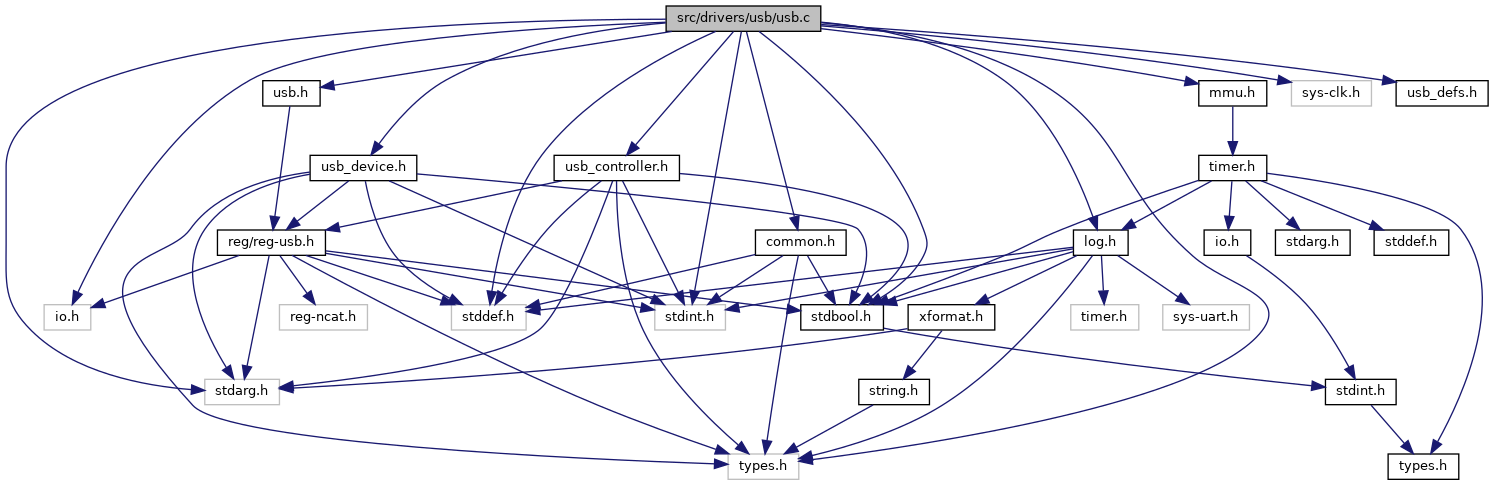 src/drivers/usb/usb.c
usb.h
mmu.h
sys-clk.h
usb_defs.h
usb_device.h
usb_controller.h
timer.h
reg/reg-usb.h
common.h
log.h
io.h
stdarg.h
stddef.h
io.h
reg-ncat.h
stddef.h
stdint.h
stdbool.h
xformat.h
timer.h
sys-uart.h
stdarg.h
string.h
stdint.h
types.h
types.h